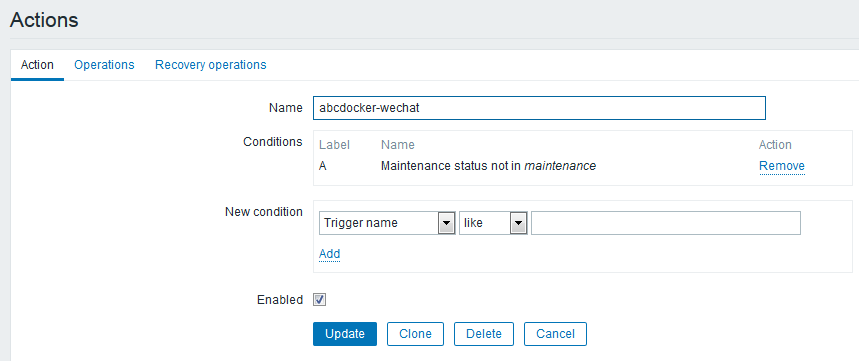 Actions
Action Operations Recovery operations
Name abcdocker-wechat
Conditions Label Name Action
A Maintenance status not in maintenance Remove
New condition Trigger name like
Add
Enabled
Update Clone Delete Cancel